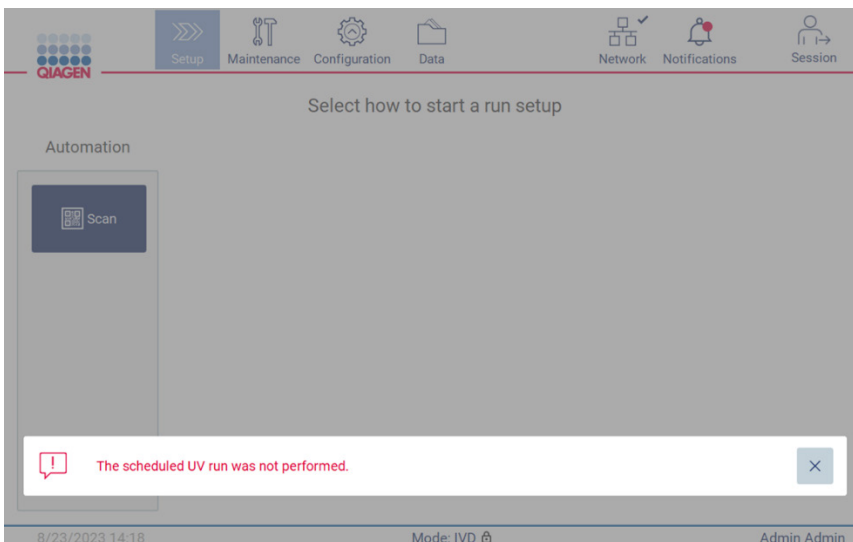 QIAGEN
Setup
Maintenance
Configuration
Data
Network
Notifications
Session
Select how to start a run setup
Automation
Scan
The scheduled UV run was not performed.
8/23/2023 14:18
Mode: IVD
Admin Admin